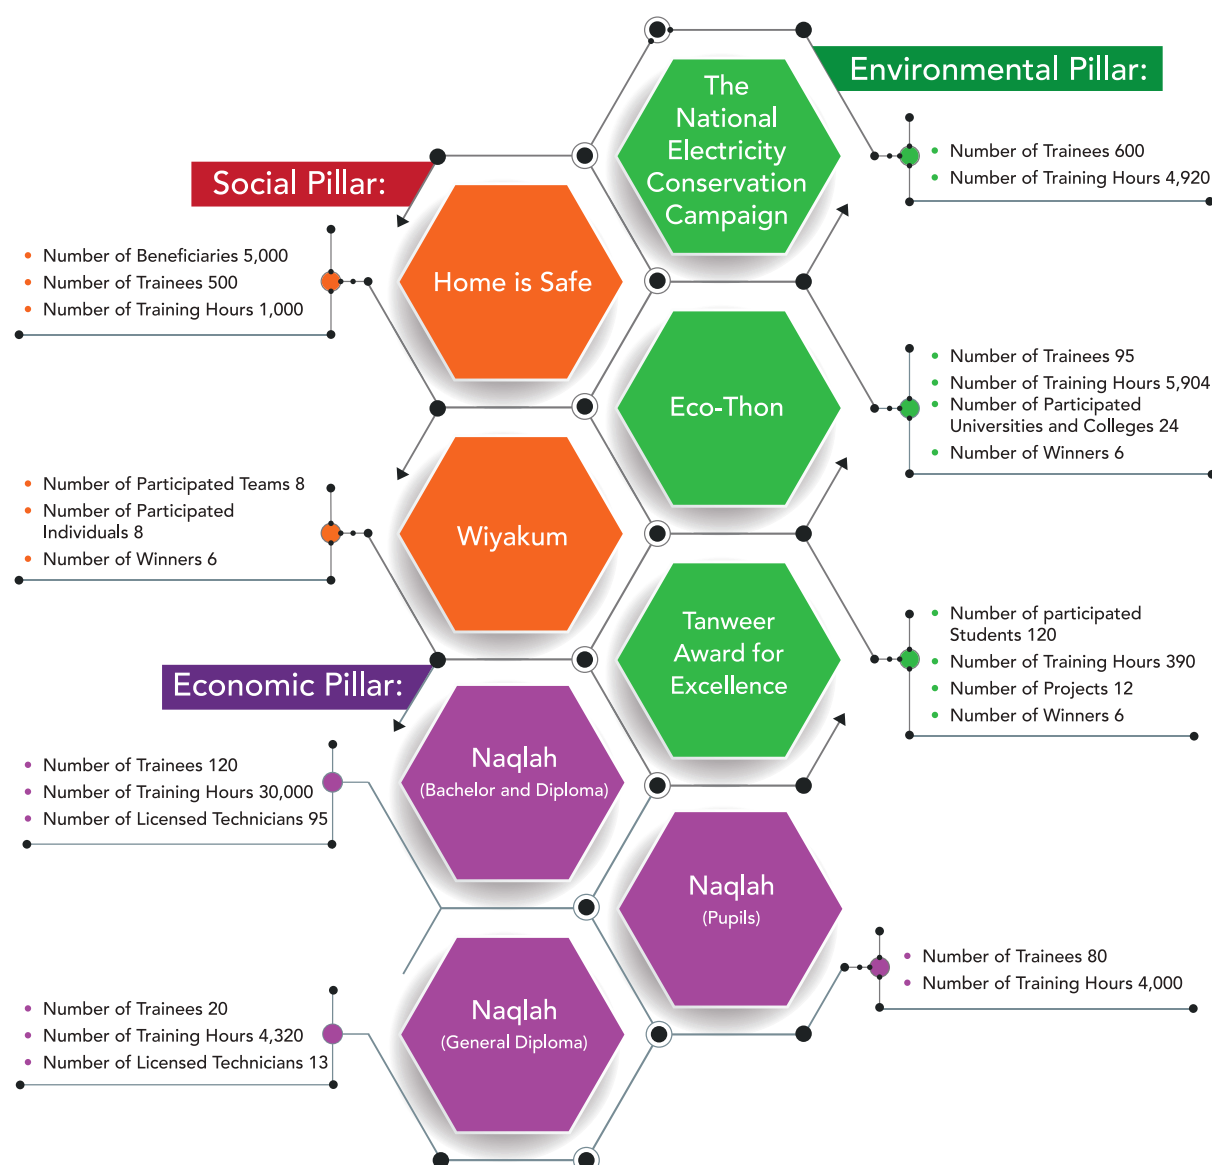 Environmental Pillar:
The
National
Electricity
Conservation
Campaign
• Number of Trainees 600
• Number of Training Hours 4,920
Social Pillar:
Home is Safe
• Number of Beneficiaries 5,000
• Number of Trainees 500
• Number of Training Hours 1,000
Eco-Thon
• Number of Trainees 95
• Number of Training Hours 5,904
• Number of Participated
Universities and Colleges 24
• Number of Winners 6
Wiyakum
• Number of Participated Teams 8
• Number of Participated
Individuals 8
• Number of Winners 6
Tanweer
Award for
Excellence
• Number of participated
Students 120
• Number of Training Hours 390
• Number of Projects 12
• Number of Winners 6
Economic Pillar:
Naqlah
(Bachelor and Diploma)
• Number of Trainees 120
• Number of Training Hours 30,000
• Number of Licensed Technicians 95
Naqlah
(Pupils)
• Number of Trainees 80
• Number of Training Hours 4,000
Naqlah
(General Diploma)
• Number of Trainees 20
• Number of Training Hours 4,320
• Number of Licensed Technicians 13